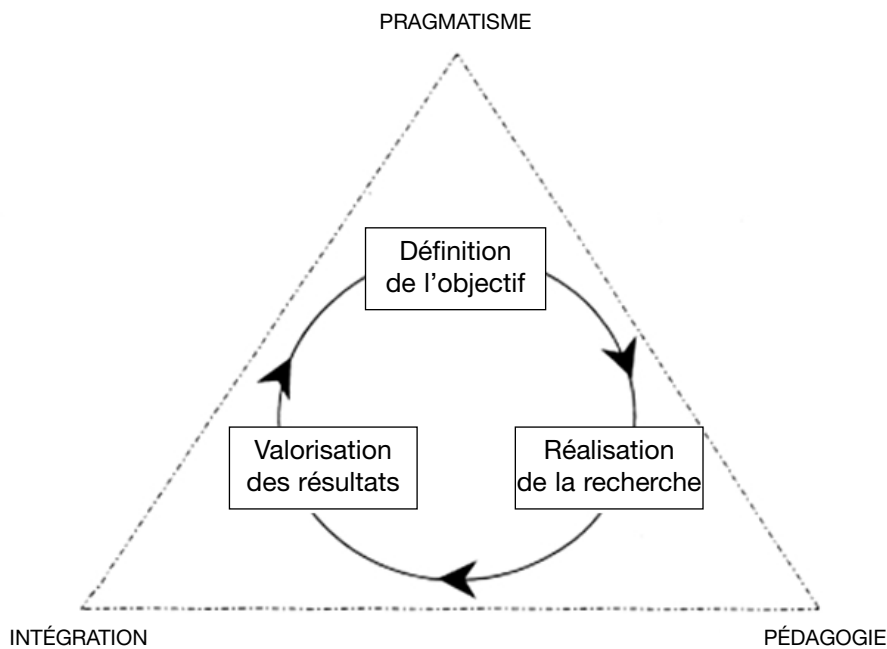 PRAGMATISME
Définition
de l’objectif
Valorisation
des résultats
Réalisation
de la recherche
INTÉGRATION
PÉDAGOGIE